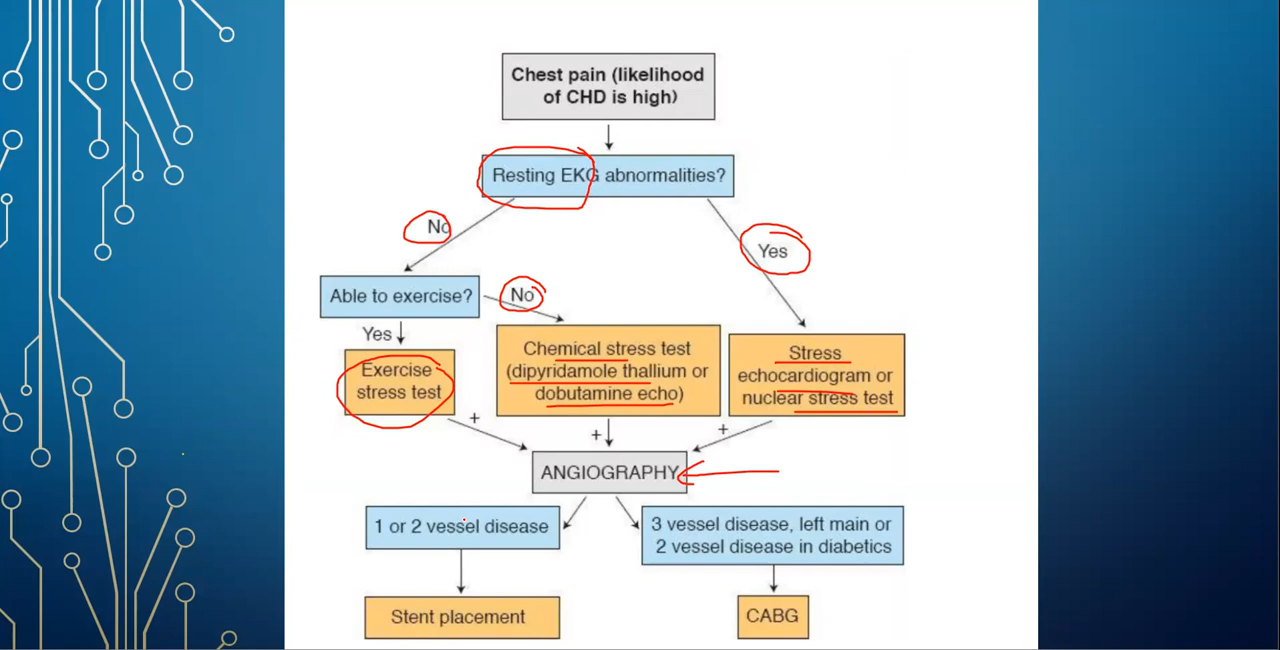 Chest pain (likelihood
of CHD is high)
Resting EKG abnormalities?
No
Yes
Able to exercise?
No
Yes
Exercise
stress test
Chemical stress test
(dipyridamole thallium or
dobutamine echo)
Stress
echocardiogram or
nuclear stress test
+
+
+
ANGIOGRAPHY
1 or 2 vessel disease
3 vessel disease, left main or
2 vessel disease in diabetics
Stent placement
CABG